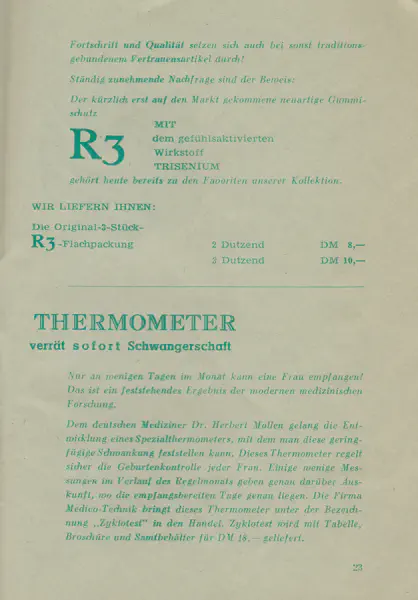 Fortschritt und Qualität setzen sich auch bei sonst traditions-
gebundenem Vertrauensartikel durch!
Ständig zunehmende Nachfrage sind der Beweis:
Der kürzlich erst auf den Markt gekommene neuartige Gummi-
schutz
R3
MIT
dem gefühlsaktivierten
Wirkstoff
TRISENIUM
gehört heute bereits zu den Favoriten unserer Kollektion.
WIR LIEFERN IHNEN:
Die Original-3-Stück-
R3-Flachpackung 2 Dutzend DM 8,—
2 Dutzend DM 10,—
THERMOMETER
verrät sofort Schwangerschaft
Nur an wenigen Tagen im Monat kann eine Frau empfangen!
Das ist ein feststehendes Ergebnis der modernen medizinischen
Forschung.
Dem deutschen Mediziner Dr. Herbert Mollen gelang die Ent-
wicklung eines Spezialthermometers, mit dem man diese gering-
fügige Schwankung feststellen kann. Dieses Thermometer regelt
sicher die Geburtenkontrolle jeder Frau. Einige wenige Mes-
sungen im Verlauf des Regelmonats geben genau darüber Aus-
kunft, wo die empfangsbereiten Tage genau liegen. Die Firma
Medico-Technik bringt dieses Thermometer unter der Bezeich-
nung „Zyklotest" in den Handel. Zyklotest wird mit Tabelle,
Broschüre und Samtbehälter für DM 18.— geliefert.
23